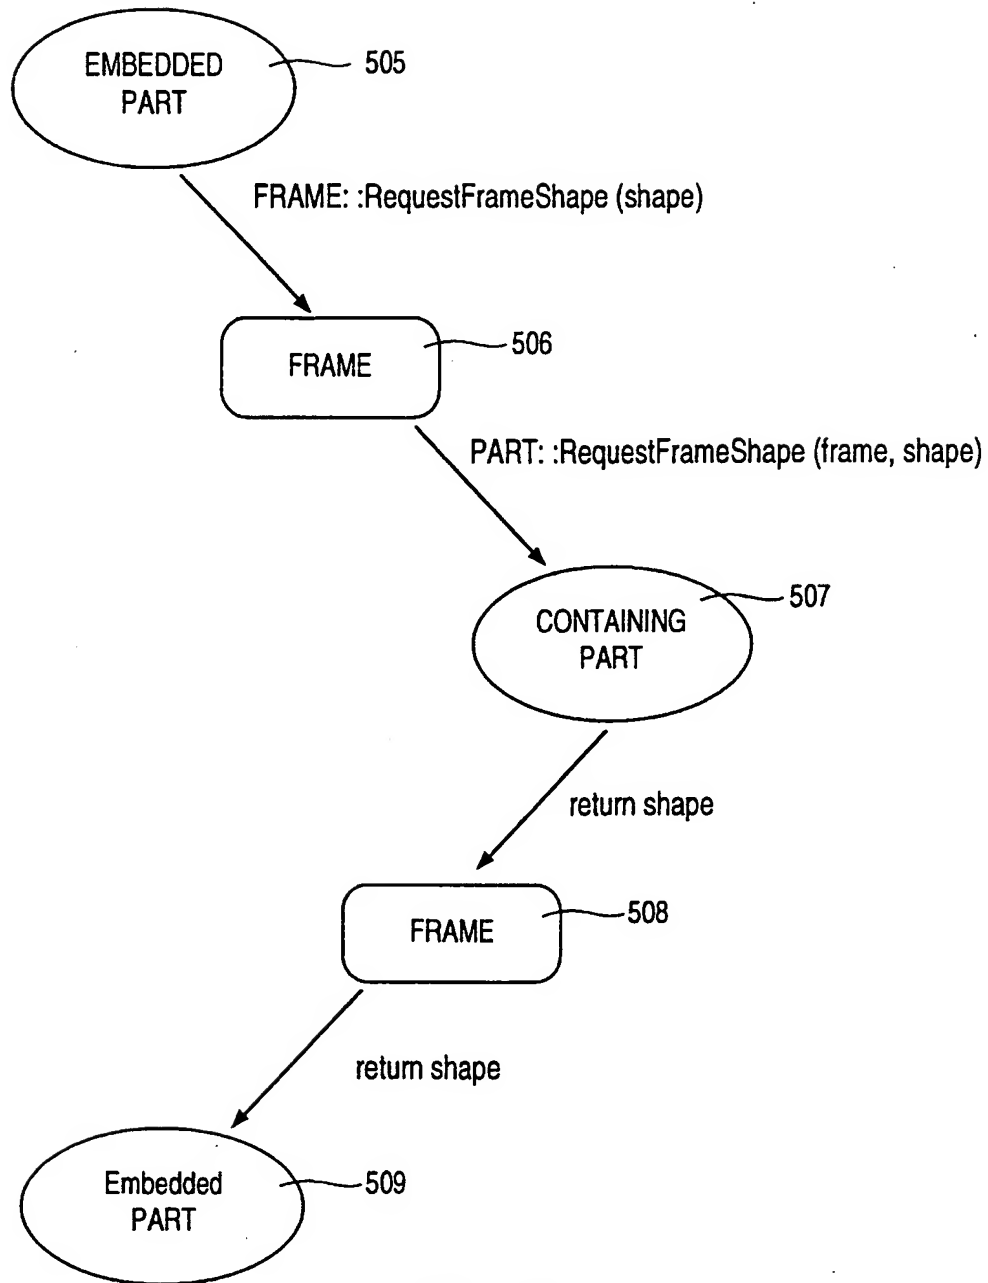 EMBEDDED
PART
505
FRAME: :RequestFrameShape (shape)
FRAME
506
PART: :RequestFrameShape (frame, shape)
CONTAINING
PART
507
return shape
FRAME
508
return shape
Embedded
PART
509